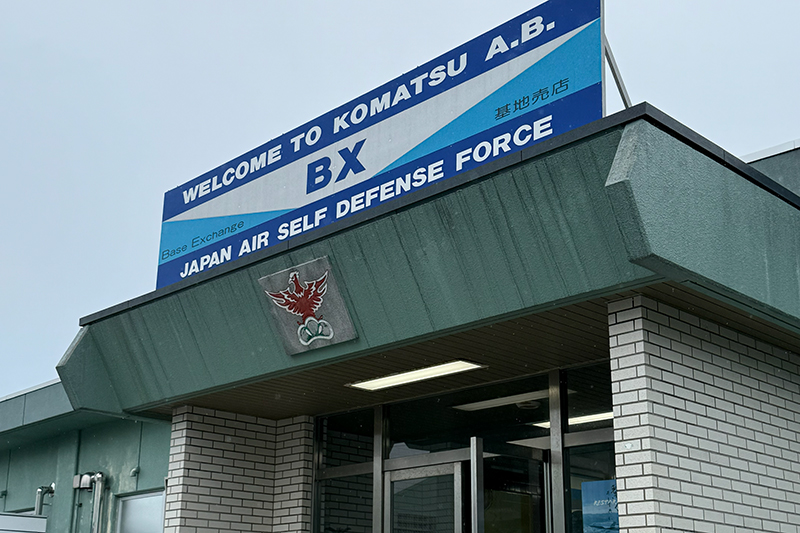 WELCOME TO KOMATSU A.B.
BX
基地売店
Base Exchange
JAPAN AIR SELF DEFENSE FORCE